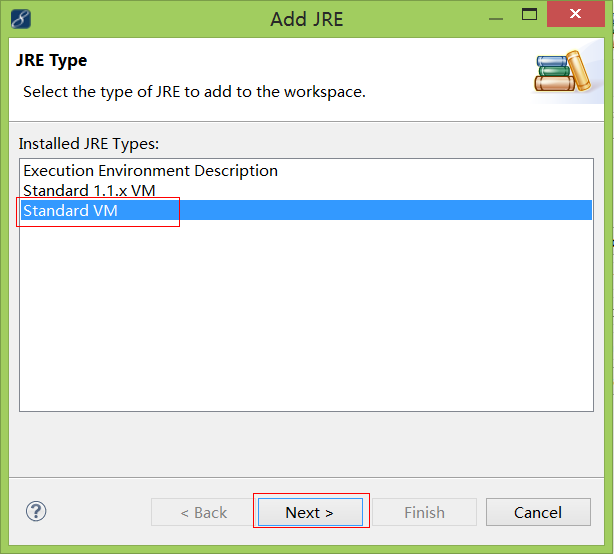 Add JRE
JRE Type
Select the type of JRE to add to the workspace.
Installed JRE Types:
Execution Environment Description
Standard 1.1.x VM
Standard VM
< Back
Next >
Finish
Cancel